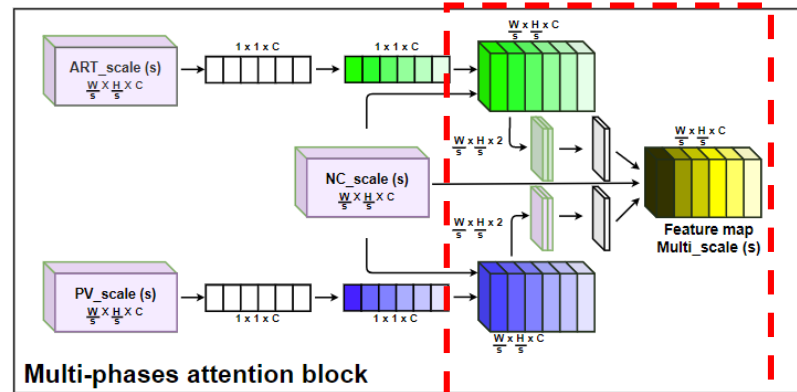 W/S x H/S x C
1 x 1 x C
1 x 1 x C
ART_scale (s)
W/S X H/S X C
W/S x H/S x 2
W/S x H/S x C
NC_scale (s)
W/S X H/S X C
W/S x H/S x 2
Feature map
Multi_scale (s)
PV_scale (s)
W/S X H/S X C
1 x 1 x C
1 x 1 x C
W/S x H/S x C
Multi-phases attention block